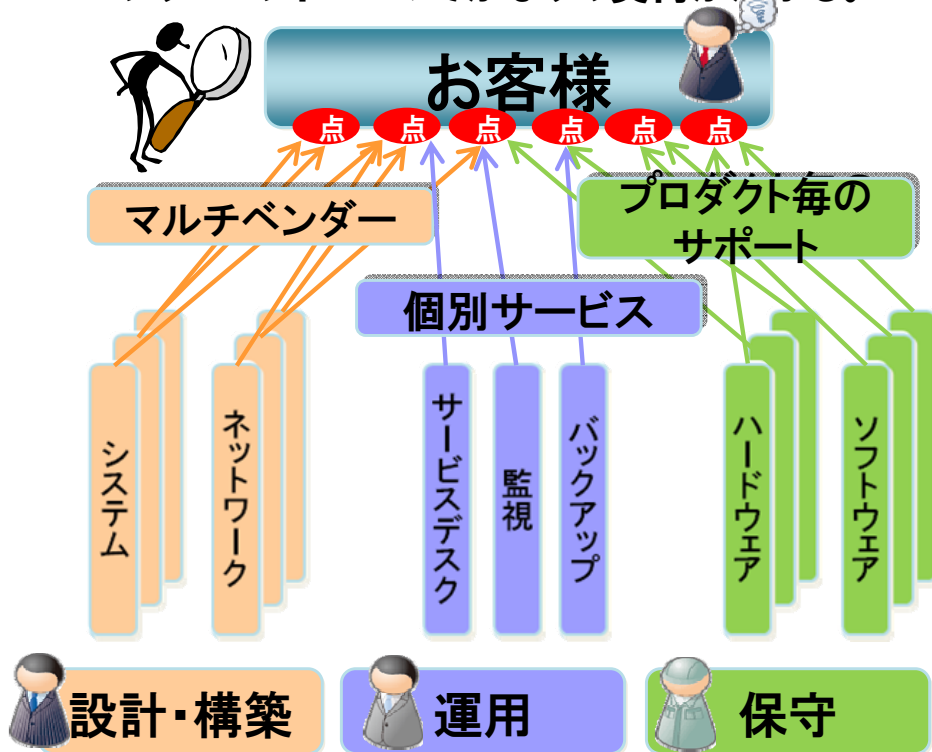 お客様
点 点 点 点 点 点
マルチベンダー
プロダクト毎の
サポート
個別サービス
システム
ネットワーク
サービスデスク
監視
バックアップ
ハードウェア
ソフトウェア
設計・構築
運用
保守